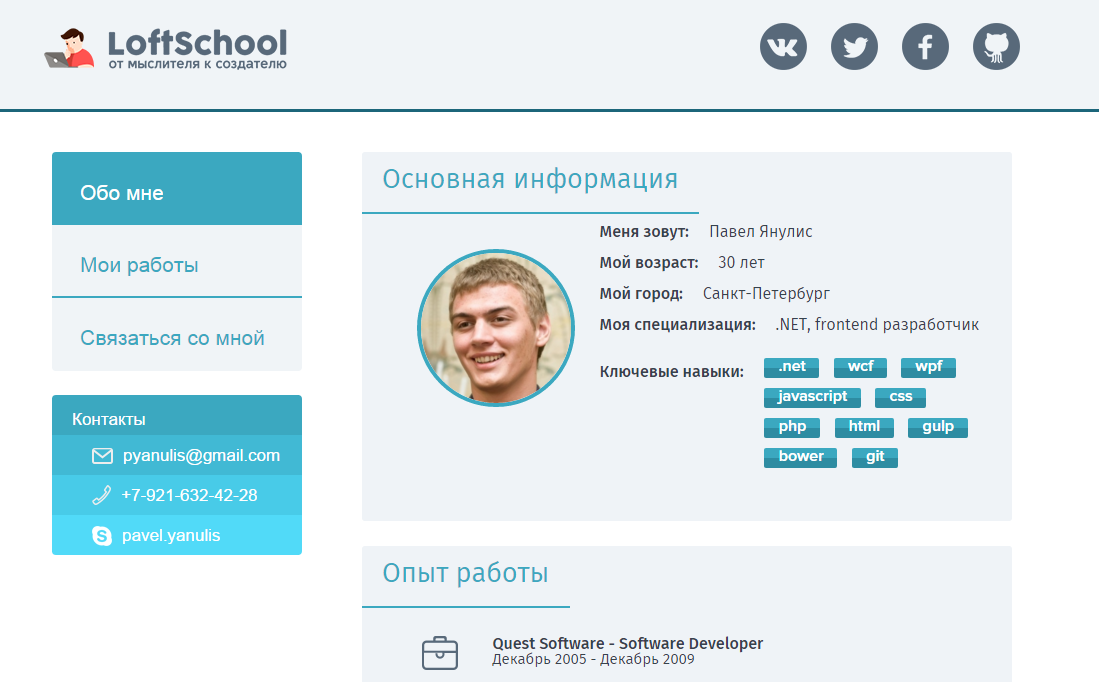 LoftSchool
от мыслителя к создателю
Обо мне
Мои работы
Связаться со мной
Контакты
pyanulis@gmail.com
+7-921-632-42-28
pavel.yanulis
Основная информация
Меня зовут: Павел Янулис
Мой возраст: 30 лет
Мой город: Санкт-Петербург
Моя специализация: .NET, frontend разработчик
Ключевые навыки: .net wcf wpf
javascript css
php html gulp
bower git
Опыт работы
Quest Software - Software Developer
Декабрь 2005 - Декабрь 2009